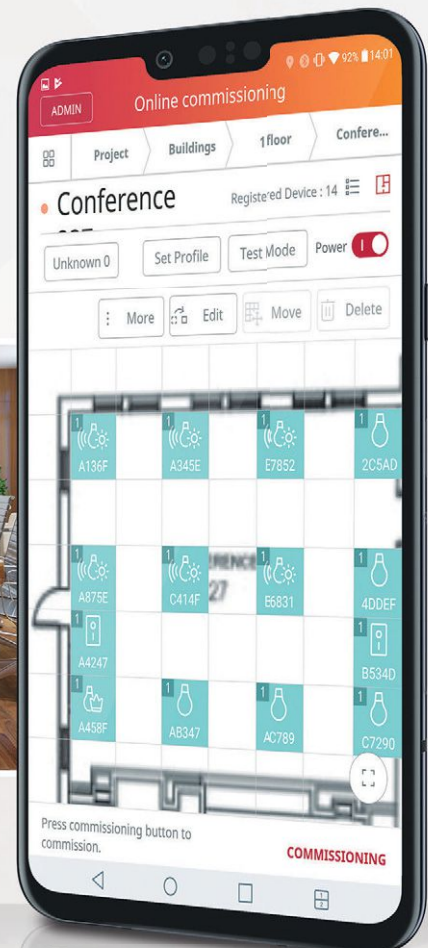 92% 14:01
ADMIN Online commissioning
Project Buildings 1floor Confere...
Conference Registered Device : 14
Unknown 0 Set Profile Test Mode Power
More Edit Move Delete
1 1 1 1
A136F A345E E7852 2C5AD
1 1 1 1
A875E C414F E6831 4DDEF
27
1 1
A4247 B534D
1 1 1 1
A458F AB347 AC789 C7290
Press commissioning button to
commission.
COMMISSIONING